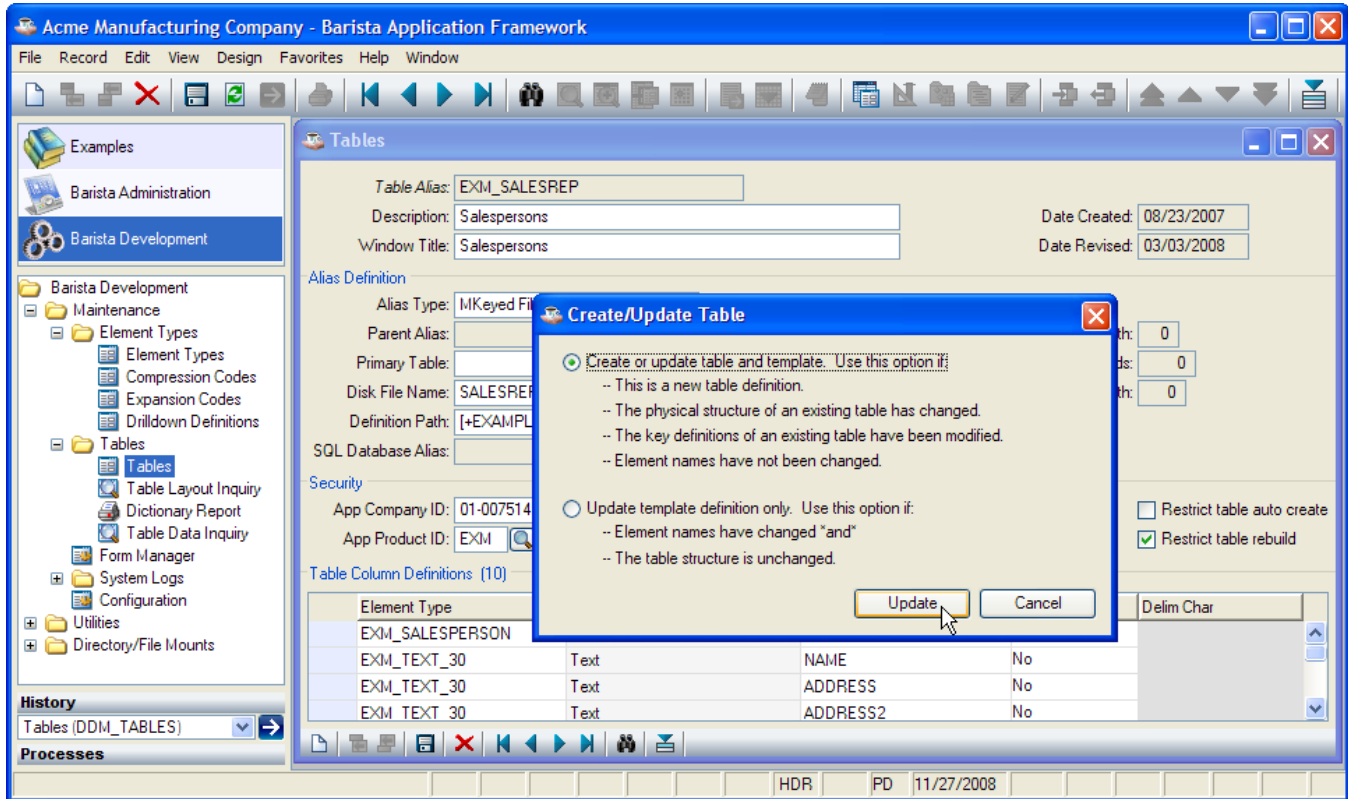 Acme Manufacturing Company - Barista Application Framework
File Record Edit View Design Favorites Help Window
Examples
Barista Administration
Barista Development
Barista Development
Maintenance
Element Types
Element Types
Compression Codes
Expansion Codes
Drilldown Definitions
Tables
Tables
Table Layout Inquiry
Dictionary Report
Table Data Inquiry
Form Manager
System Logs
Configuration
Utilities
Directory/File Mounts
History
Tables (DDM_TABLES)
Processes
Tables
Table Alias: EXM_SALESREP
Description: Salespersons
Date Created: 08/23/2007
Window Title: Salespersons
Date Revised: 03/03/2008
Alias Definition
Alias Type: MKeyed Fil
Parent Alias:
th: 0
Primary Table:
ds: 0
Disk File Name: SALESREP
th: 0
Definition Path: [+EXAMPL
SQL Database Alias:
Security
App Company ID: 01-007514
Restrict table auto create
App Product ID: EXM
Restrict table rebuild
Table Column Definitions (10)
Element Type
Delim Char
EXM_SALESPERSON
EXM_TEXT_30 Text NAME No
EXM_TEXT_30 Text ADDRESS No
EXM_TEXT_30 Text ADDRESS2 No
Create/Update Table
Create or update table and template. Use this option if:
-- This is a new table definition.
-- The physical structure of an existing table has changed.
-- The key definitions of an existing table have been modified.
-- Element names have not been changed.
Update template definition only. Use this option if:
-- Element names have changed *and*
-- The table structure is unchanged.
Update
Cancel
HDR PD 11/27/2008